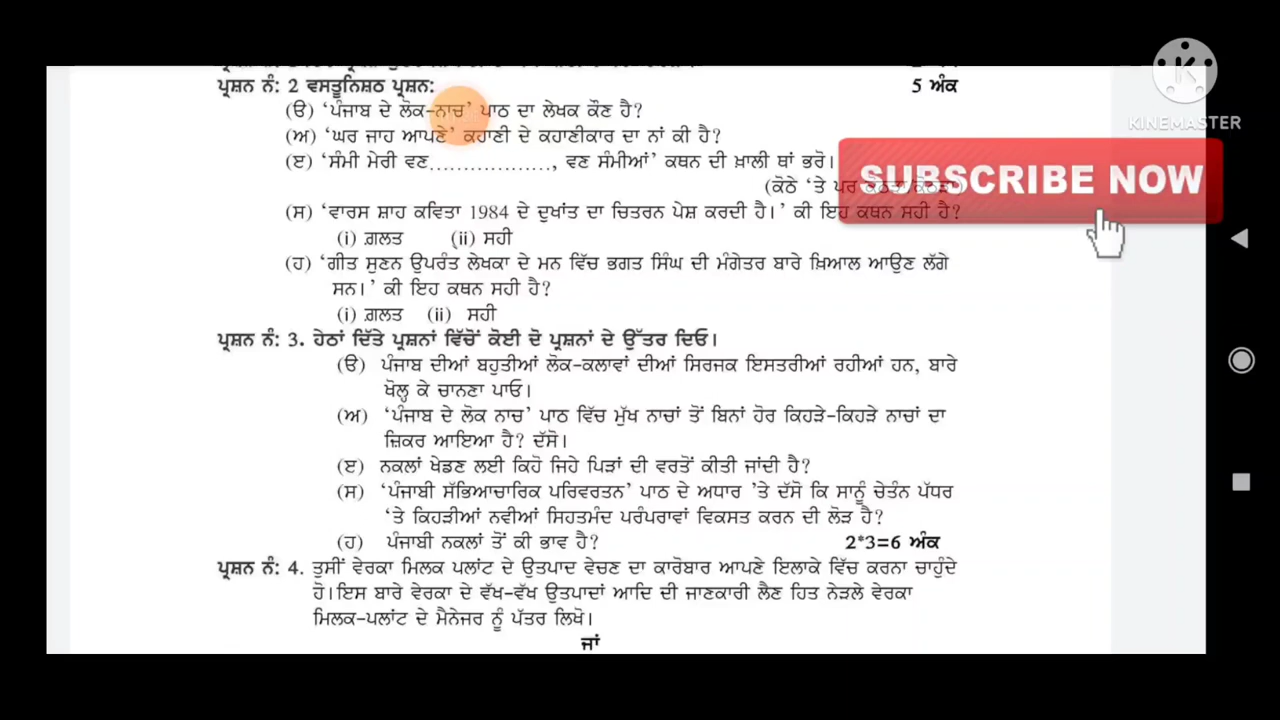 ਪ੍ਰਸ਼ਨ ਨੰ: 2 ਵਸਤੂਨਿਸ਼ਠ ਪ੍ਰਸ਼ਨ: 5 ਅੰਕ
KINEMASTER
(ੳ) ‘ਪੰਜਾਬ ਦੇ ਲੋਕ-ਨਾਚ’ ਪਾਠ ਦਾ ਲੇਖਕ ਕੌਣ ਹੈ?
(ਅ) ‘ਘਰ ਜਾਹ ਆਪਣੇ’ ਕਹਾਣੀ ਦੇ ਕਹਾਣੀਕਾਰ ਦਾ ਨਾਂ ਕੀ ਹੈ?
(ੲ) ‘ਸੰਮੀ ਮੇਰੀ ਵਣ.................., ਵਣ ਸੰਮੀਆਂ’ ਕਥਨ ਦੀ ਖ਼ਾਲੀ ਥਾਂ ਭਰੋ।
SUBSCRIBE NOW
(ਕੋਠੇ ‘ਤੇ ਪਰ
(ਸ) ‘ਵਾਰਸ ਸ਼ਾਹ ਕਵਿਤਾ 1984 ਦੇ ਦੁਖਾਂਤ ਦਾ ਚਿਤਰਨ ਪੇਸ਼ ਕਰਦੀ ਹੈ।’ ਕੀ ਇਹ ਕਥਨ ਸਹੀ ਹੈ?
(i) ਗ਼ਲਤ (ii) ਸਹੀ
(ਹ) ‘ਗੀਤ ਸੁਣਨ ਉਪਰੰਤ ਲੇਖਕਾ ਦੇ ਮਨ ਵਿੱਚ ਭਗਤ ਸਿੰਘ ਦੀ ਮੰਗੇਤਰ ਬਾਰੇ ਖ਼ਿਆਲ ਆਉਣ ਲੱਗੇ
ਸਨ।’ ਕੀ ਇਹ ਕਥਨ ਸਹੀ ਹੈ?
(i) ਗ਼ਲਤ (ii) ਸਹੀ
ਪ੍ਰਸ਼ਨ ਨੰ: 3. ਹੇਠਾਂ ਦਿੱਤੇ ਪ੍ਰਸ਼ਨਾਂ ਵਿੱਚੋਂ ਕੋਈ ਦੋ ਪ੍ਰਸ਼ਨਾਂ ਦੇ ਉੱਤਰ ਦਿਓ।
(ੳ) ਪੰਜਾਬ ਦੀਆਂ ਬਹੁਤੀਆਂ ਲੋਕ-ਕਲਾਵਾਂ ਦੀਆਂ ਸਿਰਜਕ ਇਸਤਰੀਆਂ ਰਹੀਆਂ ਹਨ, ਬਾਰੇ
ਖੋਲ੍ਹ ਕੇ ਚਾਨਣਾ ਪਾਓ।
(ਅ) ‘ਪੰਜਾਬ ਦੇ ਲੋਕ ਨਾਚ’ ਪਾਠ ਵਿੱਚ ਮੁੱਖ ਨਾਚਾਂ ਤੋਂ ਬਿਨਾਂ ਹੋਰ ਕਿਹੜੇ-ਕਿਹੜੇ ਨਾਚਾਂ ਦਾ
ਜ਼ਿਕਰ ਆਇਆ ਹੈ? ਦੱਸੋ।
(ੲ) ਨਕਲਾਂ ਖੇਡਣ ਲਈ ਕਿਹੋ ਜਿਹੇ ਪਿੜਾਂ ਦੀ ਵਰਤੋਂ ਕੀਤੀ ਜਾਂਦੀ ਹੈ?
(ਸ) ‘ਪੰਜਾਬੀ ਸੱਭਿਆਚਾਰਿਕ ਪਰਿਵਰਤਨ’ ਪਾਠ ਦੇ ਅਧਾਰ ’ਤੇ ਦੱਸੋ ਕਿ ਸਾਨੂੰ ਚੇਤੰਨ ਪੱਧਰ
‘ਤੇ ਕਿਹੜੀਆਂ ਨਵੀਆਂ ਸਿਹਤਮੰਦ ਪਰੰਪਰਾਵਾਂ ਵਿਕਸਤ ਕਰਨ ਦੀ ਲੋੜ ਹੈ?
(ਹ) ਪੰਜਾਬੀ ਨਕਲਾਂ ਤੋਂ ਕੀ ਭਾਵ ਹੈ? 2*3=6 ਅੰਕ
ਪ੍ਰਸ਼ਨ ਨੰ: 4. ਤੁਸੀਂ ਵੇਰਕਾ ਮਿਲਕ ਪਲਾਂਟ ਦੇ ਉਤਪਾਦ ਵੇਚਣ ਦਾ ਕਾਰੋਬਾਰ ਆਪਣੇ ਇਲਾਕੇ ਵਿੱਚ ਕਰਨਾ ਚਾਹੁੰਦੇ
ਹੋ। ਇਸ ਬਾਰੇ ਵੇਰਕਾ ਦੇ ਵੱਖ-ਵੱਖ ਉਤਪਾਦਾਂ ਆਦਿ ਦੀ ਜਾਣਕਾਰੀ ਲੈਣ ਹਿਤ ਨੇੜਲੇ ਵੇਰਕਾ
ਮਿਲਕ-ਪਲਾਂਟ ਦੇ ਮੈਨੇਜਰ ਨੂੰ ਪੱਤਰ ਲਿਖੋ।
ਜਾਂ